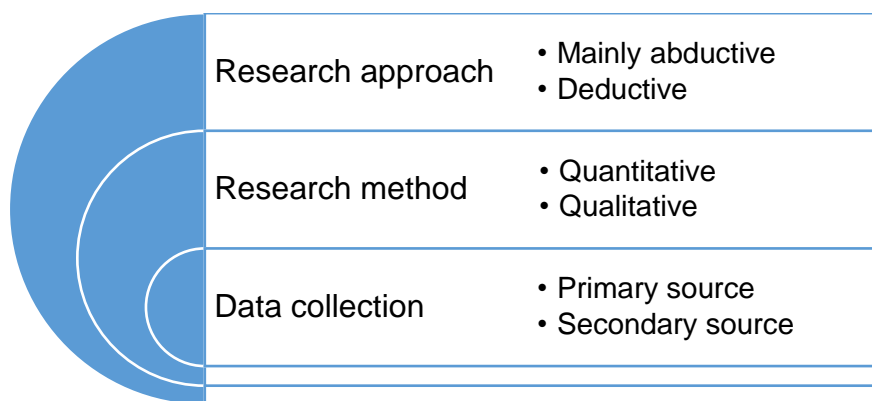 Research approach
• Mainly abductive
• Deductive
Research method
• Quantitative
• Qualitative
Data collection
• Primary source
• Secondary source